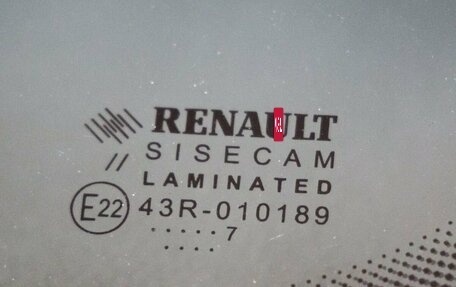 RENAULT
SISECAM
LAMINATED
E22 43R-010189
.....7
....